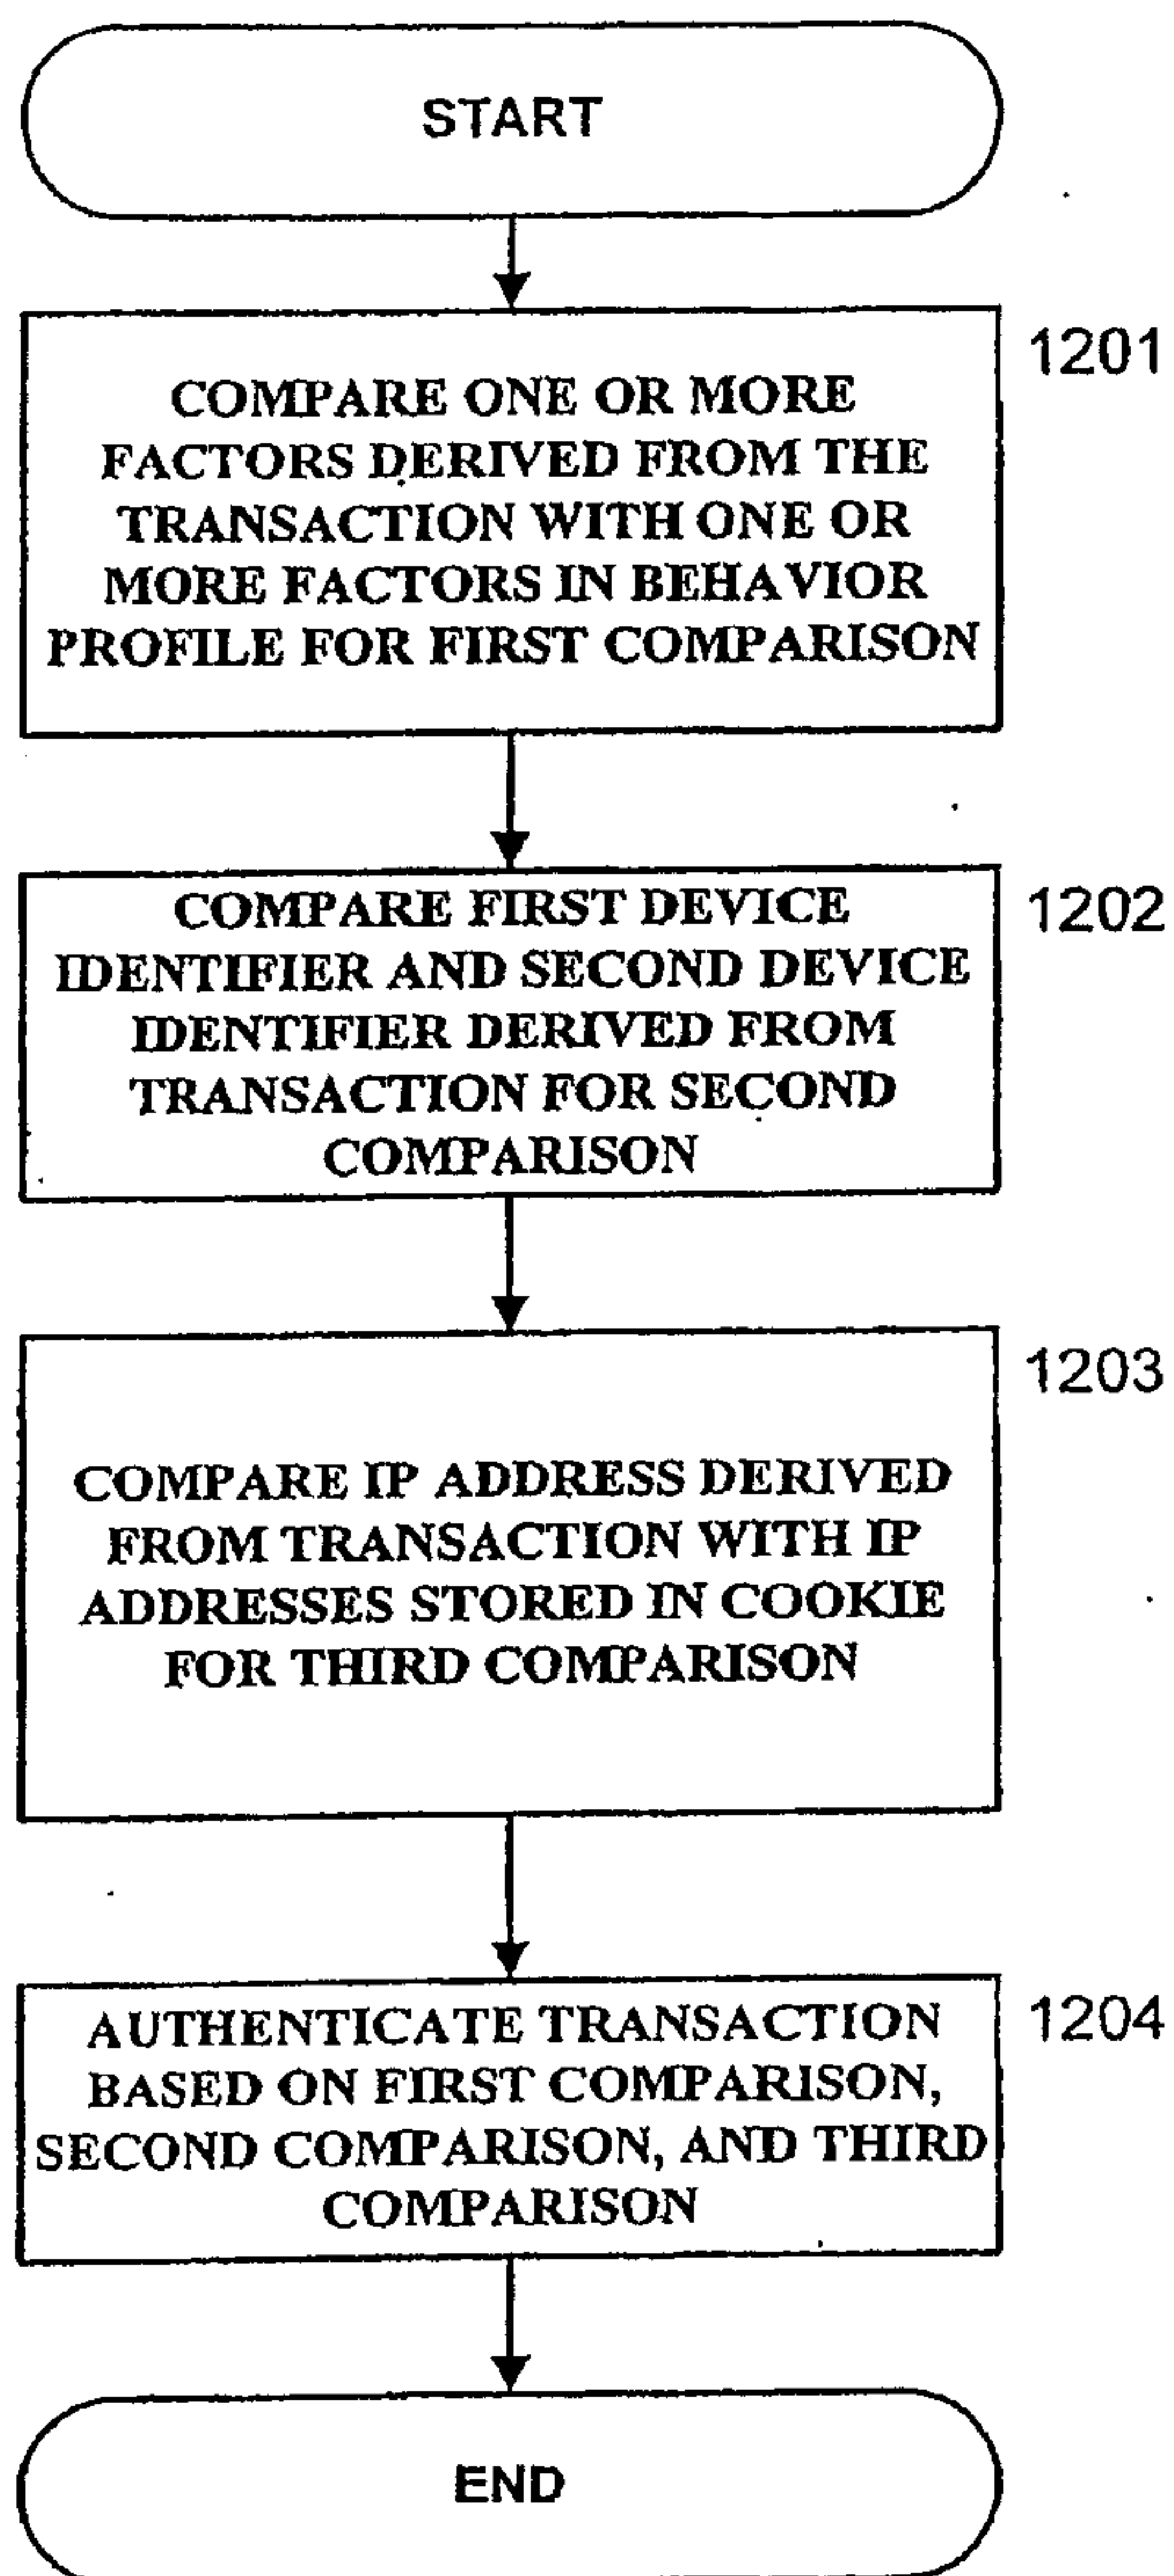 START
1201
COMPARE ONE OR MORE
FACTORS DERIVED FROM THE
TRANSACTION WITH ONE OR
MORE FACTORS IN BEHAVIOR
PROFILE FOR FIRST COMPARISON
1202
COMPARE FIRST DEVICE
IDENTIFIER AND SECOND DEVICE
IDENTIFIER DERIVED FROM
TRANSACTION FOR SECOND
COMPARISON
1203
COMPARE IP ADDRESS DERIVED
FROM TRANSACTION WITH IP
ADDRESSES STORED IN COOKIE
FOR THIRD COMPARISON
1204
AUTHENTICATE TRANSACTION
BASED ON FIRST COMPARISON,
SECOND COMPARISON, AND THIRD
COMPARISON
END